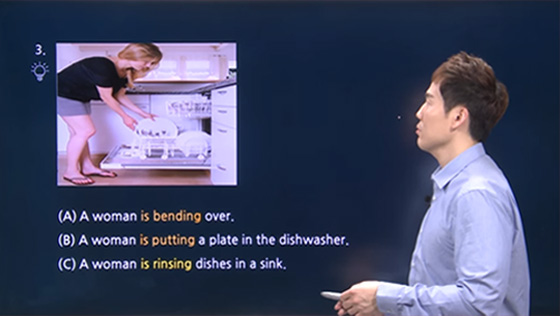 3.
(A) A woman is bending over.
(B) A woman is putting a plate in the dishwasher.
(C) A woman is rinsing dishes in a sink.